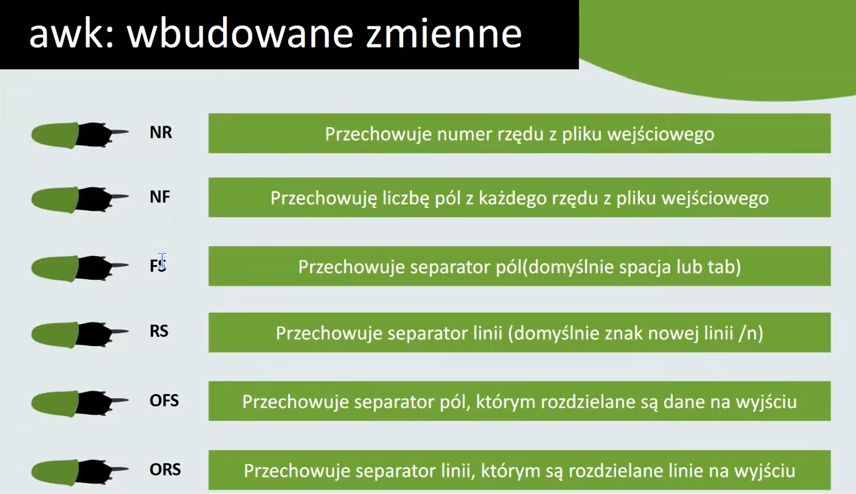 awk: wbudowane zmienne
NR Przechowuje numer rzędu z pliku wejściowego
NF Przechowuję liczbę pól z każdego rzędu z pliku wejściowego
FS Przechowuje separator pól(domyślnie spacja lub tab)
RS Przechowuje separator linii (domyślnie znak nowej linii /n)
OFS Przechowuje separator pól, którym rozdzielane są dane na wyjściu
ORS Przechowuje separator linii, którym są rozdzielane linie na wyjściu